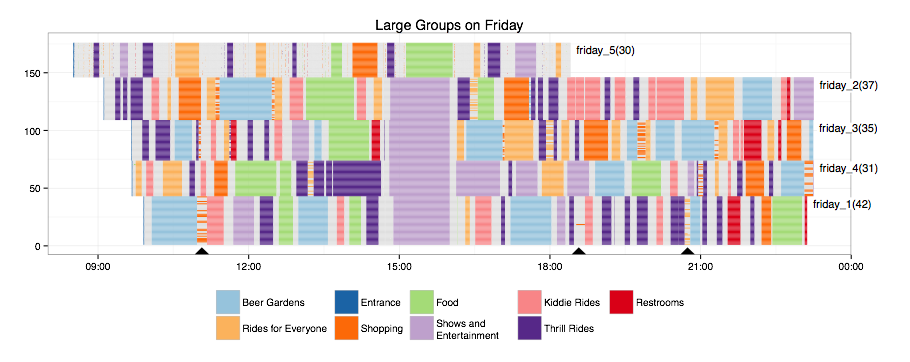 Large Groups on Friday
friday_5(30)
150
friday_2(37)
100
friday_3(35)
friday_4(31)
50
friday_1(42)
0
09:00 12:00 15:00 18:00 21:00 00:00
Beer Gardens Entrance Food Kiddie Rides Restrooms
Rides for Everyone Shopping Shows and Entertainment Thrill Rides